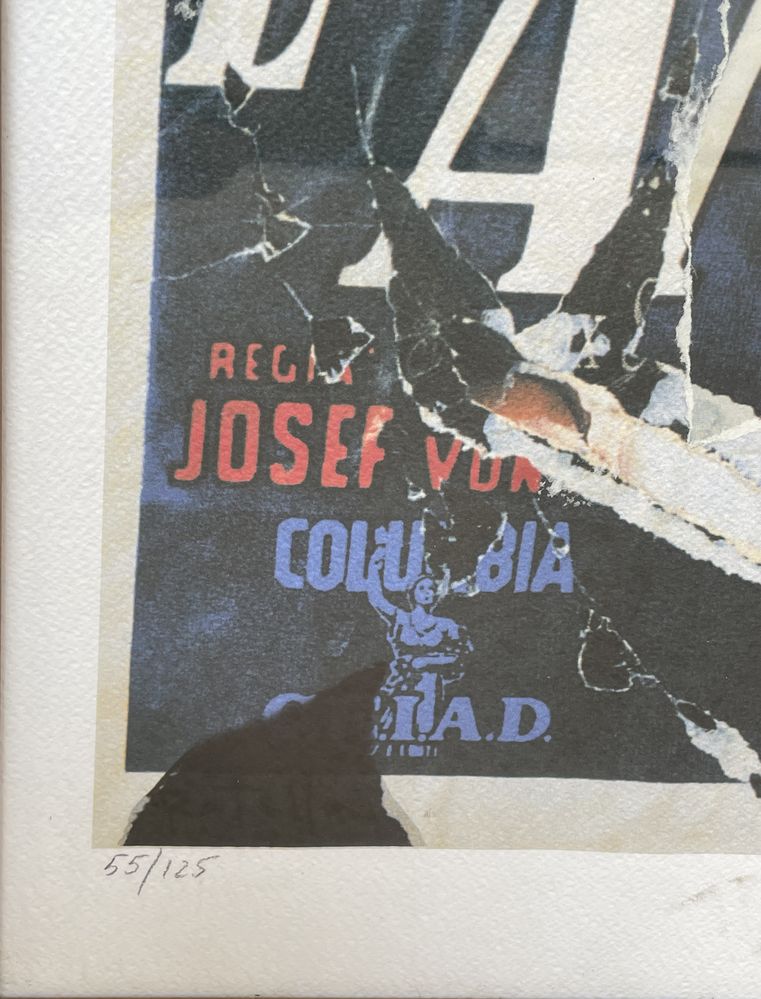 REGIA
JOSEF VON
COLUMBIA
C.E.I.A.D.
55/125